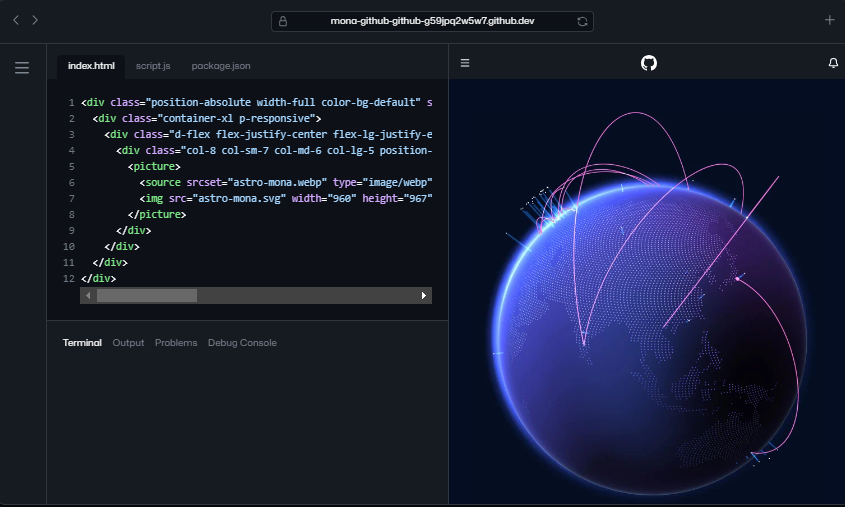 mona-github-github-g59jpq2w5w7.github.dev
index.html script.js package.json
1 <div class="position-absolute width-full color-bg-default" s
2 <div class="container-xl p-responsive">
3 <div class="d-flex flex-justify-center flex-lg-justify-e
4 <div class="col-8 col-sm-7 col-md-6 col-lg-5 position-
5 <picture>
6 <source srcset="astro-mona.webp" type="image/webp"
7 <img src="astro-mona.svg" width="960" height="967"
8 </picture>
9 </div>
10 </div>
11 </div>
12 </div>
Terminal Output Problems Debug Console